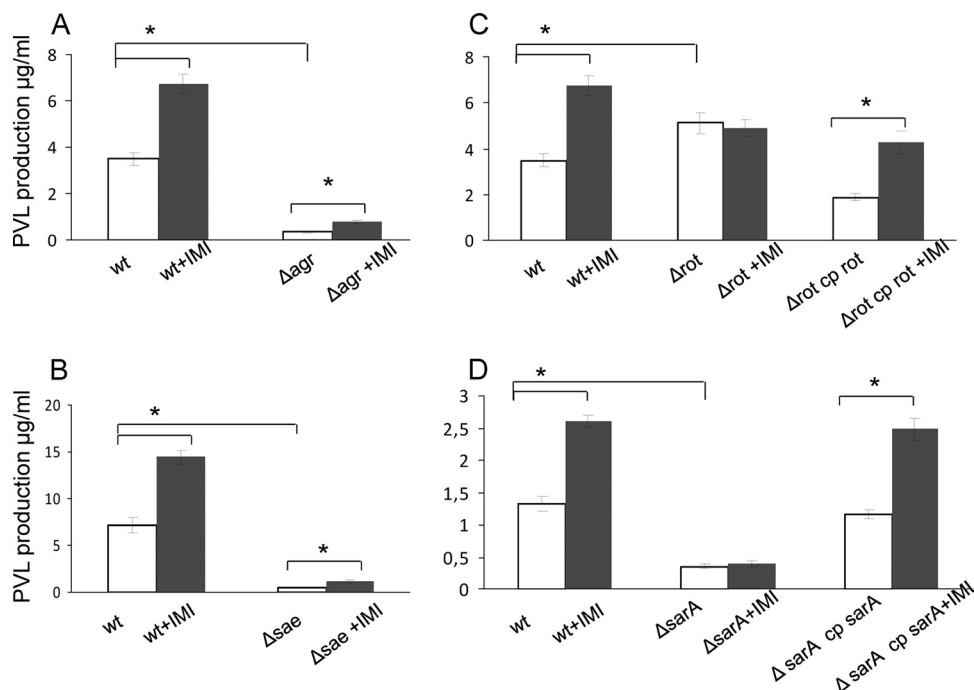 A
*
PVL production µg/ml
8
6
4
2
0
*
wt
wt+IMI
Δagr
Δagr +IMI
C
*
8
6
4
2
0
*
wt
wt+IMI
Δrot
Δrot +IMI
Δrot cp rot
Δrot cp rot +IMI
B
*
PVL production µg/ml
20
15
10
5
0
*
wt
wt+IMI
Δsae
Δsae +IMI
D
*
*
3
2,5
2
1,5
1
0,5
0
wt
wt+IMI
ΔsarA
ΔsarA+IMI
Δ sarA cp sarA
Δ sarA cp sarA+IMI